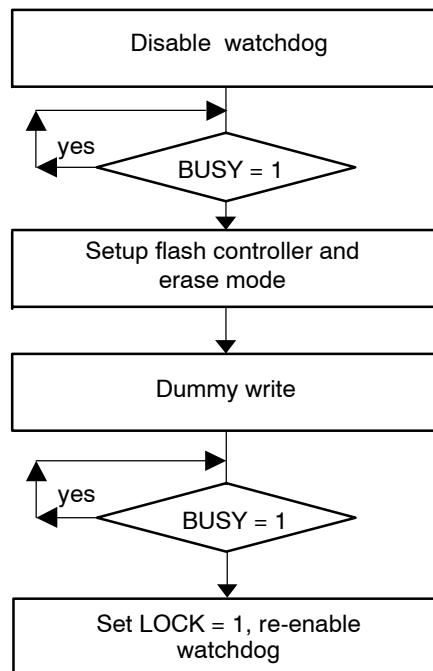 Disable watchdog
yes
BUSY = 1
Setup flash controller and
erase mode
Dummy write
yes
BUSY = 1
Set LOCK = 1, re-enable
watchdog